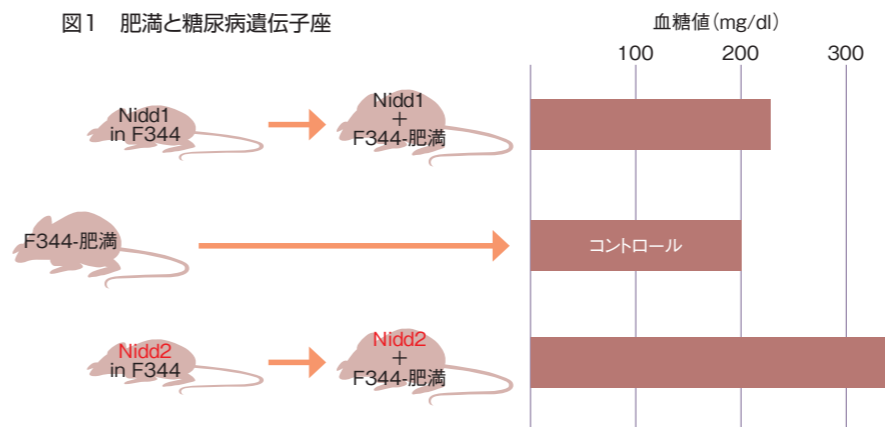 図1　肥満と糖尿病遺伝子座
血糖値（mg/dl）
100 200 300
Nidd1
in F344
Nidd1
+
F344-肥満
F344-肥満
コントロール
Nidd2
in F344
Nidd2
+
F344-肥満